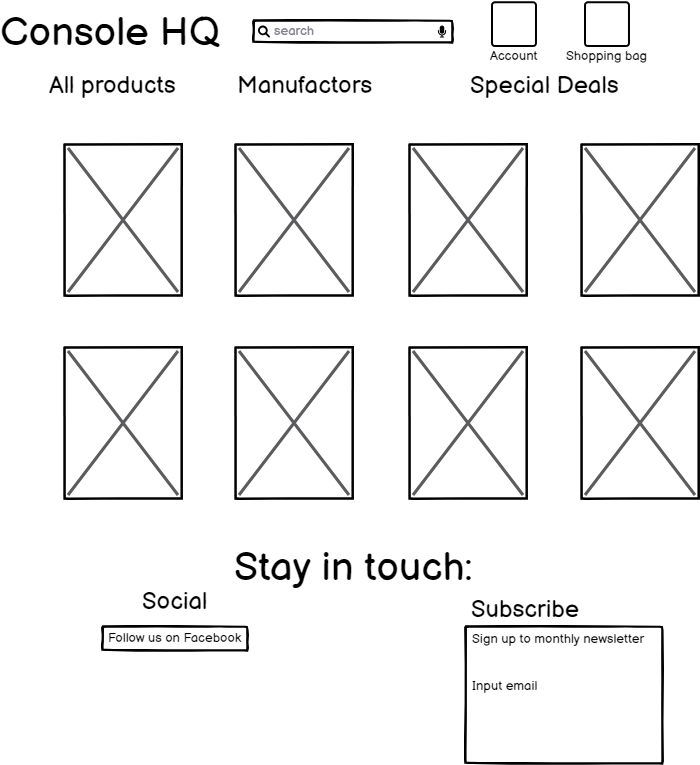 Console HQ
search
Account
Shopping bag
All products
Manufactors
Special Deals
Stay in touch:
Social
Follow us on Facebook
Subscribe
Sign up to monthly newsletter
Input email